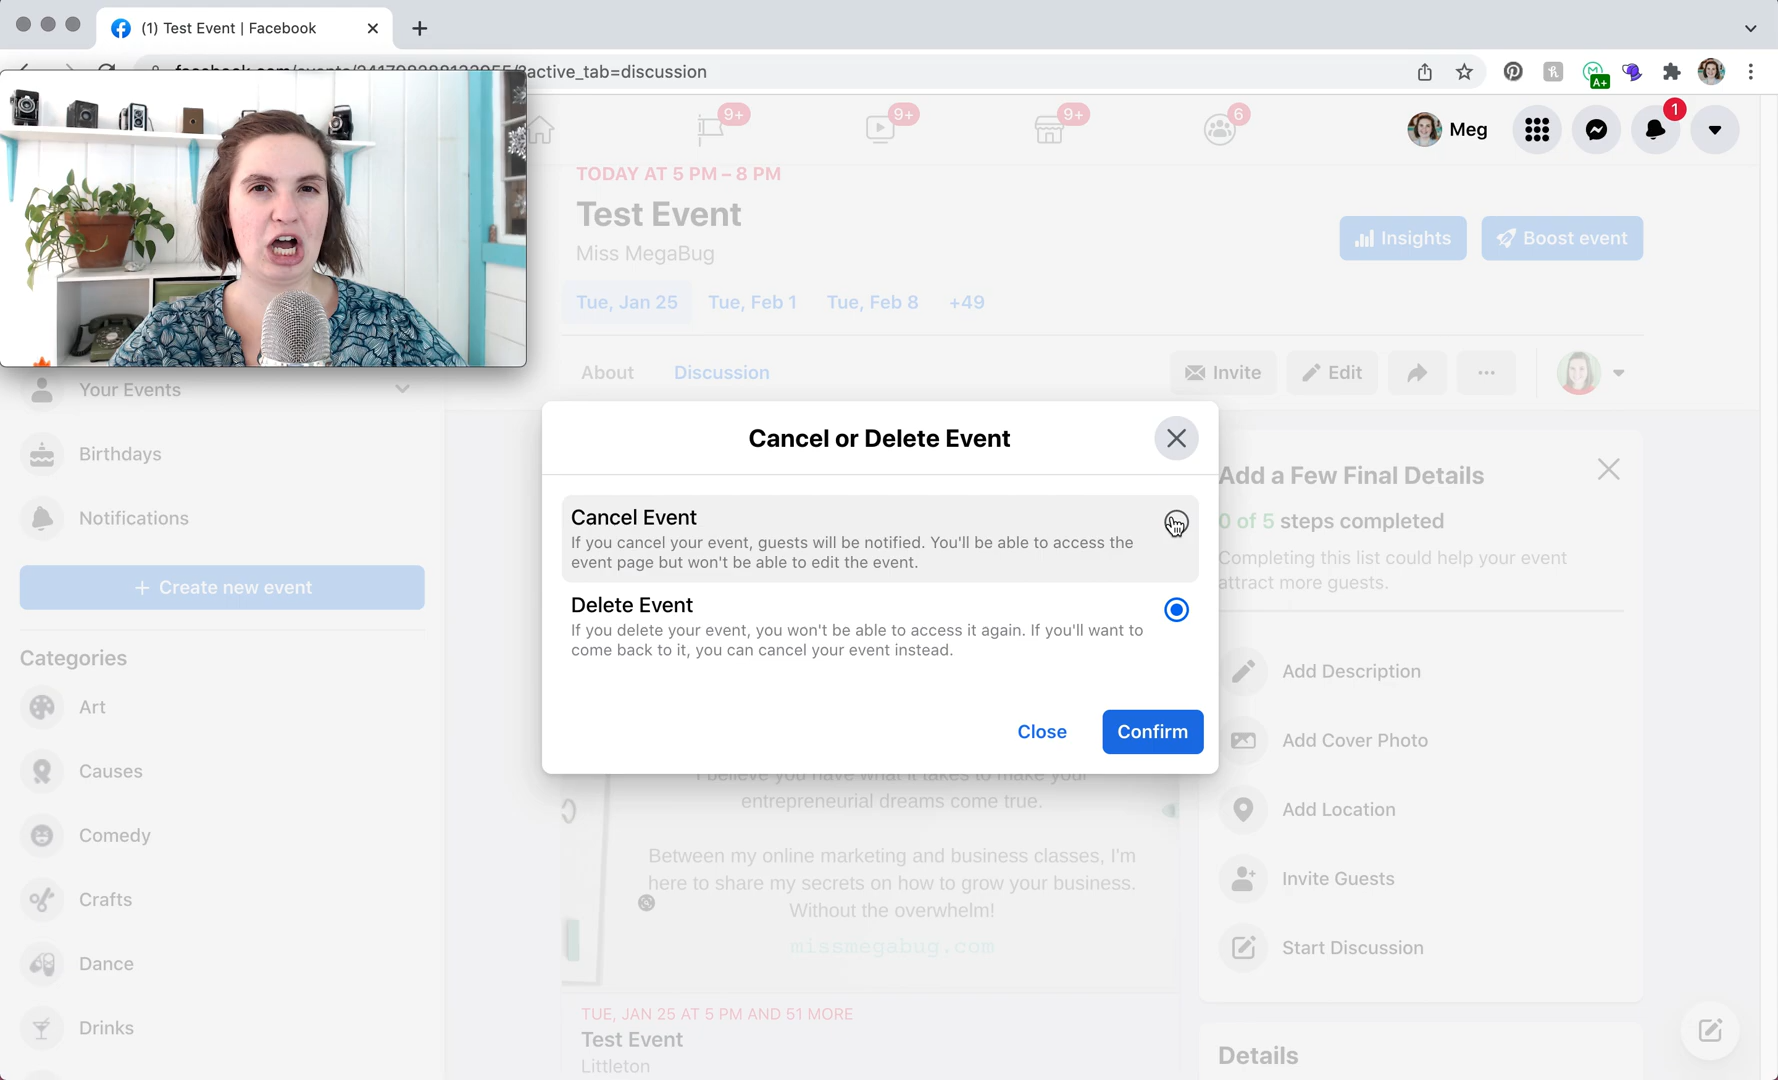 (1) Test Event | Facebook
?active_tab=discussion
A+
9+
9+
9+
6
Meg
1
TODAY AT 5 PM – 8 PM
Test Event
Miss MegaBug
Insights
Boost event
Tue, Jan 25
Tue, Feb 1
Tue, Feb 8
+49
About
Discussion
Invite
Edit
Your Events
Birthdays
Notifications
+ Create new event
Categories
Art
Causes
Comedy
Crafts
Dance
Drinks
Cancel or Delete Event
Cancel Event
If you cancel your event, guests will be notified. You'll be able to access the
event page but won't be able to edit the event.
Delete Event
If you delete your event, you won't be able to access it again. If you'll want to
come back to it, you can cancel your event instead.
Close
Confirm
Add a Few Final Details
0 of 5 steps completed
Completing this list could help your event
attract more guests.
Add Description
Add Cover Photo
Add Location
Invite Guests
Start Discussion
Details
I believe you have what it takes to make your
entrepreneurial dreams come true.
Between my online marketing and business classes, I'm
here to share my secrets on how to grow your business.
Without the overwhelm!
missmegabug.com
TUE, JAN 25 AT 5 PM AND 51 MORE
Test Event
Littleton